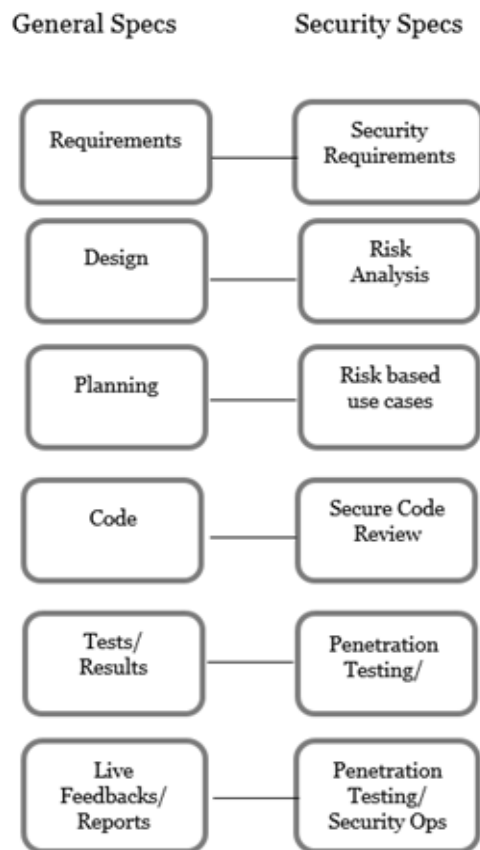 General Specs
Security Specs
Requirements
Security
Requirements
Design
Risk
Analysis
Planning
Risk based
use cases
Code
Secure Code
Review
Tests/
Results
Penetration
Testing/
Live
Feedbacks/
Reports
Penetration
Testing/
Security Ops